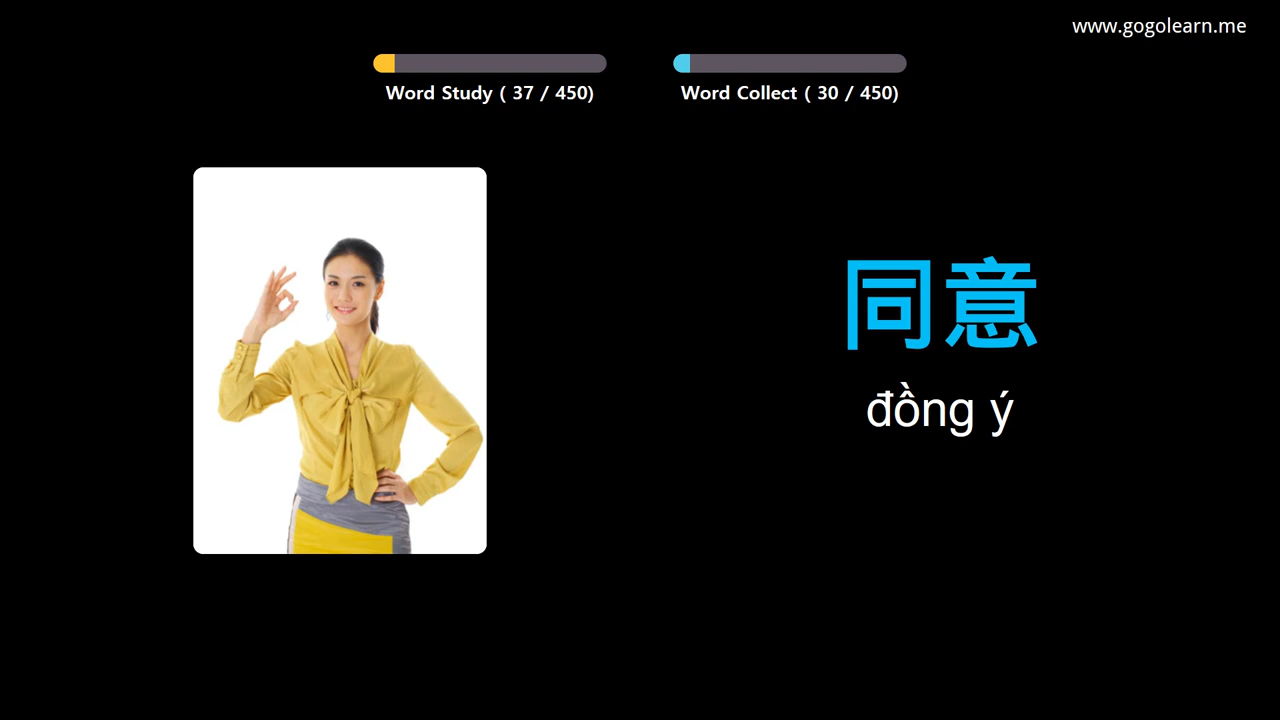 www.gogolearn.me
Word Study ( 37 / 450)
Word Collect ( 30 / 450)
同意
đồng ý